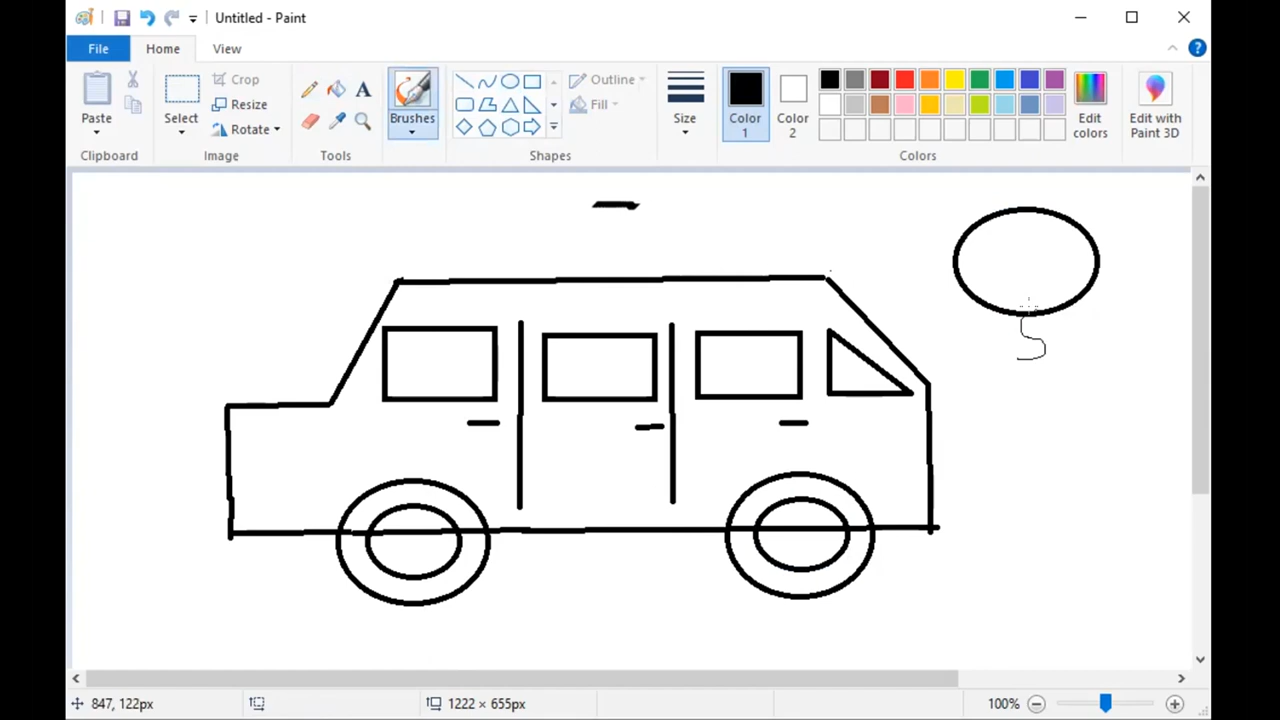 Untitled - Paint
File Home View
Paste
Clipboard
Select
Crop
Resize
Rotate
Image
A
Tools
Brushes
Outline
Fill
Shapes
Size
Color
1
Color
2
Edit
colors
Colors
Edit with
Paint 3D
847, 122px
1222 × 655px
100%